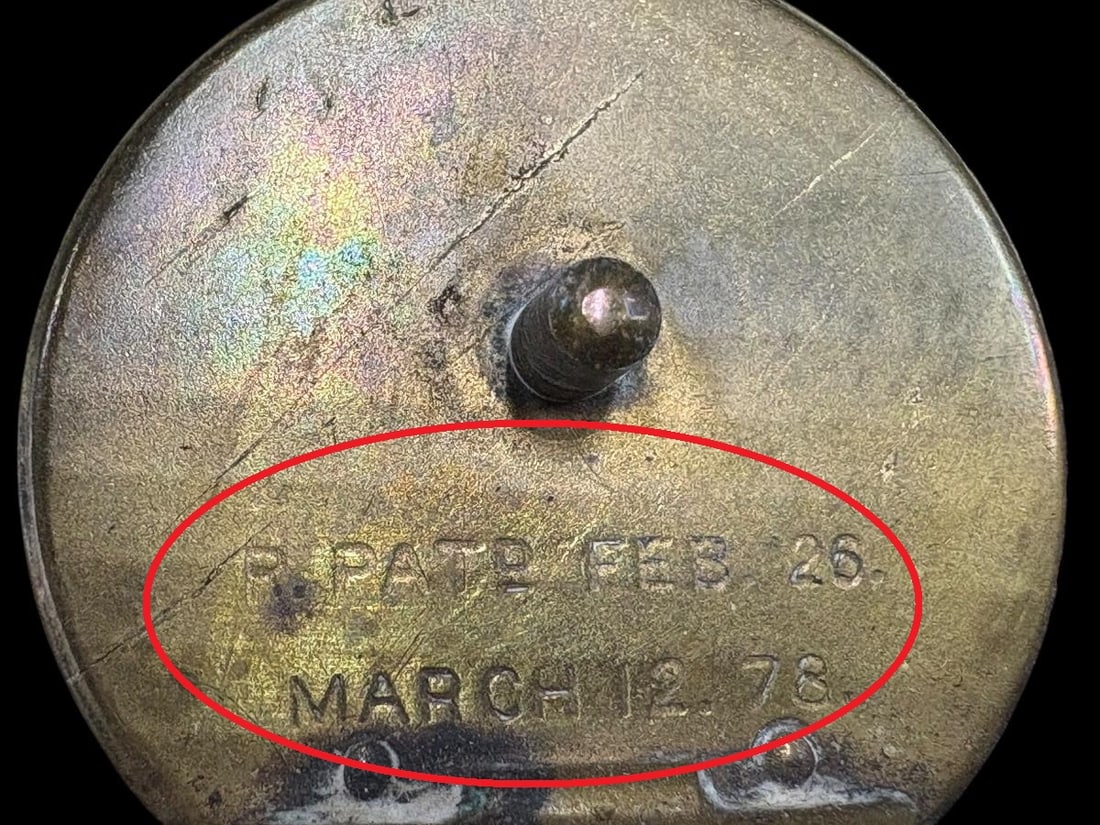 P. PATD FEB. 26.
MARCH 12. 78.